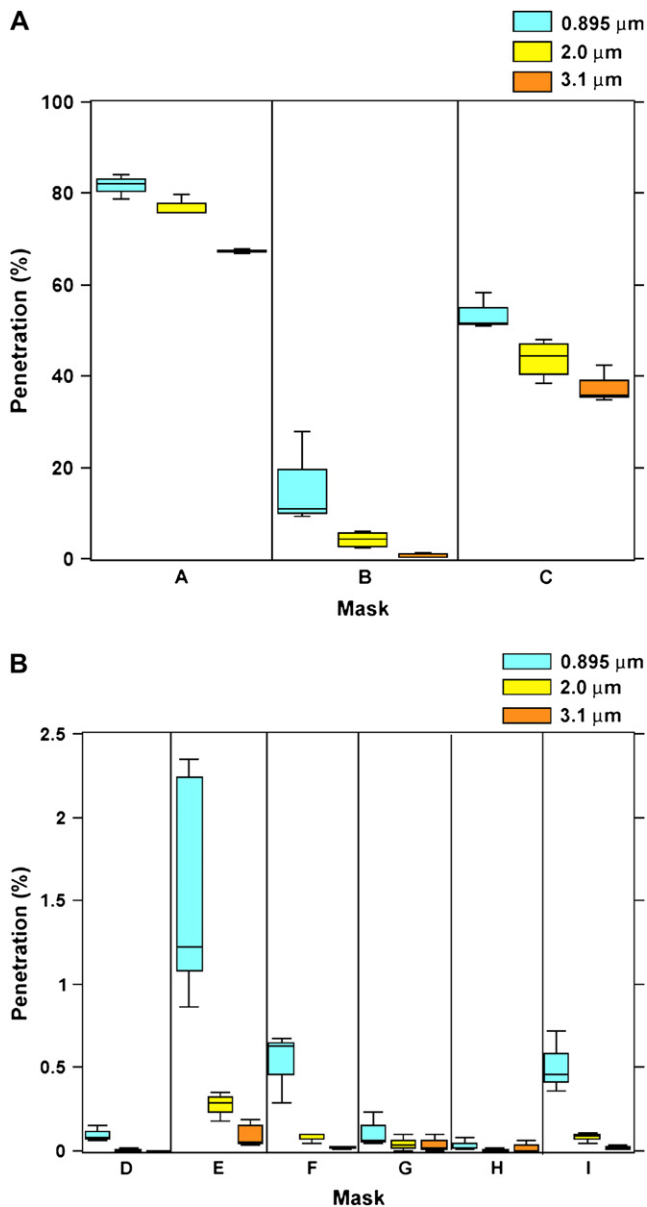 A
0.895 μm
2.0 μm
3.1 μm
100
80
60
40
20
0
Penetration (%)
A B C
Mask
B
0.895 μm
2.0 μm
3.1 μm
2.5
2
1.5
1
0.5
0
Penetration (%)
D E F G H I
Mask